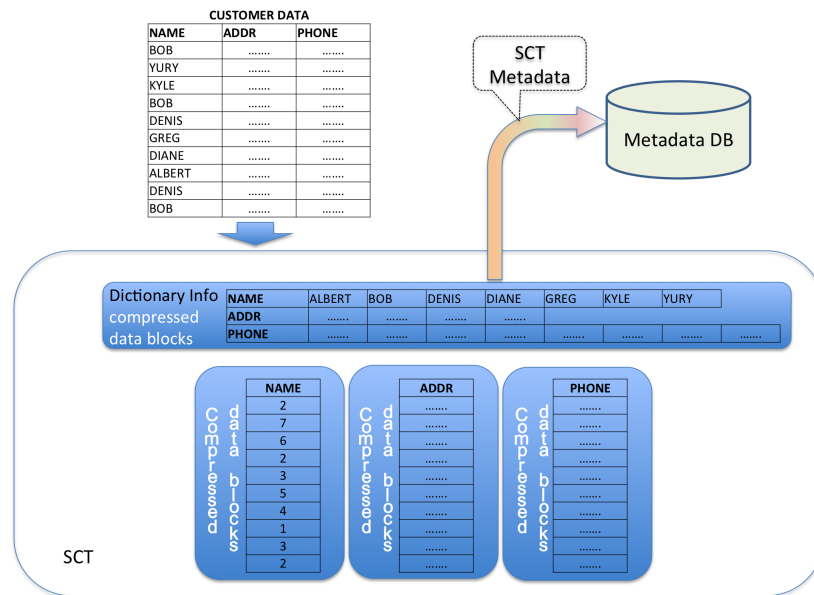 CUSTOMER DATA
NAME ADDR PHONE
BOB ....... .......
YURY ....... .......
KYLE ....... .......
BOB ....... .......
DENIS ....... .......
GREG ....... .......
DIANE ....... .......
ALBERT ....... .......
DENIS ....... .......
BOB ....... .......
SCT
Metadata
Metadata DB
Dictionary Info
compressed
data blocks
NAME ALBERT BOB DENIS DIANE GREG KYLE YURY
ADDR ....... ....... ....... .......
PHONE ....... ....... ....... ....... ....... ....... ....... .......
Compressed
data blocks
NAME
2
7
6
2
3
5
4
1
3
2
Compressed
data blocks
ADDR
.......
.......
.......
.......
.......
.......
.......
.......
.......
.......
Compressed
data blocks
PHONE
.......
.......
.......
.......
.......
.......
.......
.......
.......
.......
SCT